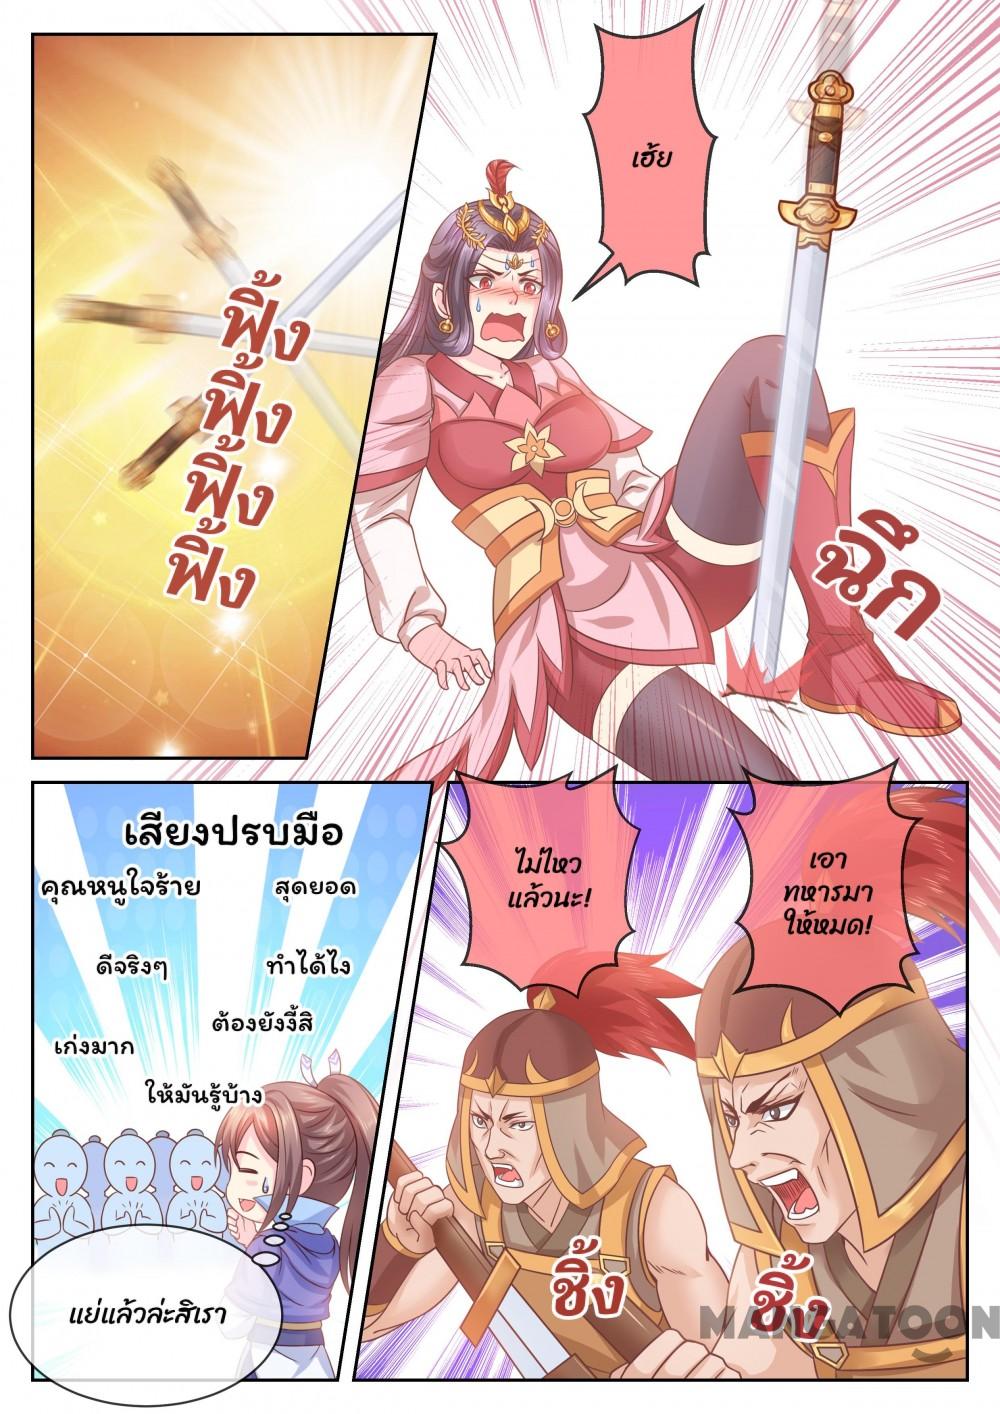 เฮ้ย
ฟิ้ง
ฟิ้ง
ฟิ้ง
ฟิ้ง
ฉึก
เสียงปรบมือ
คุณหนูใจร้าย
สุดยอด
ดีจริงๆ
ทำได้ไง
ต้องยังงี้สิ
เก่งมาก
ให้มันรู้บ้าง
แย่แล้วล่ะสิเรา
ไม่ไหว
แล้วนะ!
เอา
ทหารมา
ให้หมด!
ชิ้ง
ชิ้ง
MANGATOON